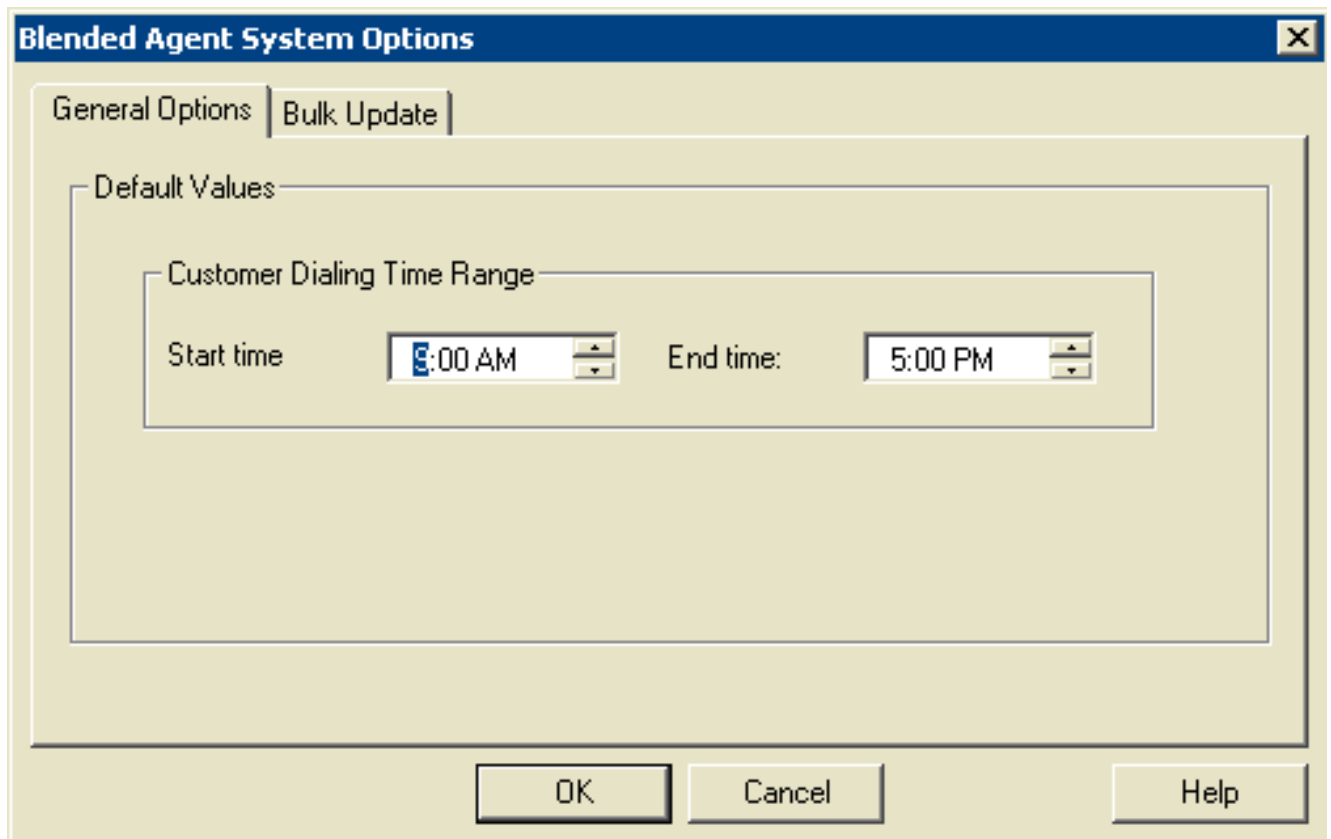 Blended Agent System Options
General Options Bulk Update
Default Values
Customer Dialing Time Range
Start time 9:00 AM End time: 5:00 PM
OK Cancel Help